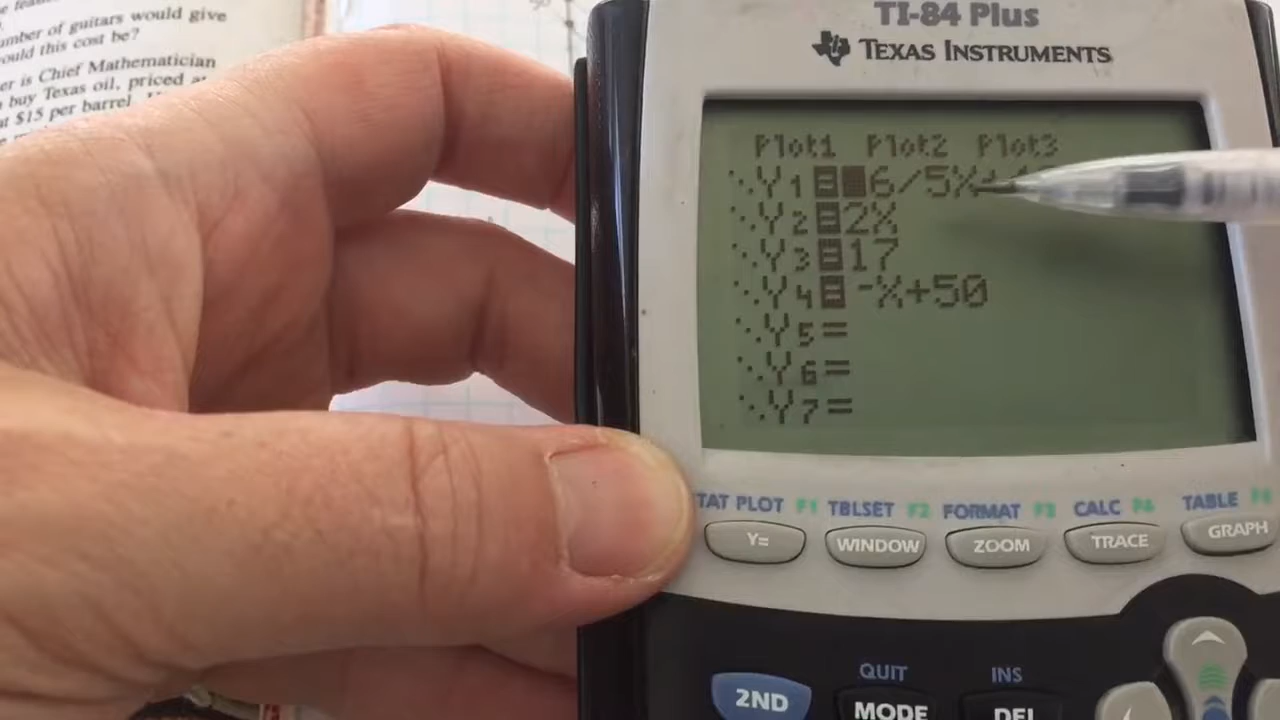 umber of guitars would give
ould this cost be?
er is Chief Mathematician
buy Texas oil, priced
at $15 per barrel.
TI-84 Plus
TEXAS INSTRUMENTS
Plot1 Plot2 Plot3
Y1=6/5X+
Y2=2X
Y3=17
Y4=-X+50
Y5=
Y6=
Y7=
TAT PLOT F1 TBLSET F2 FORMAT F3 CALC F4 TABLE F5
Y= WINDOW ZOOM TRACE GRAPH
QUIT INS
2ND MODE DEL